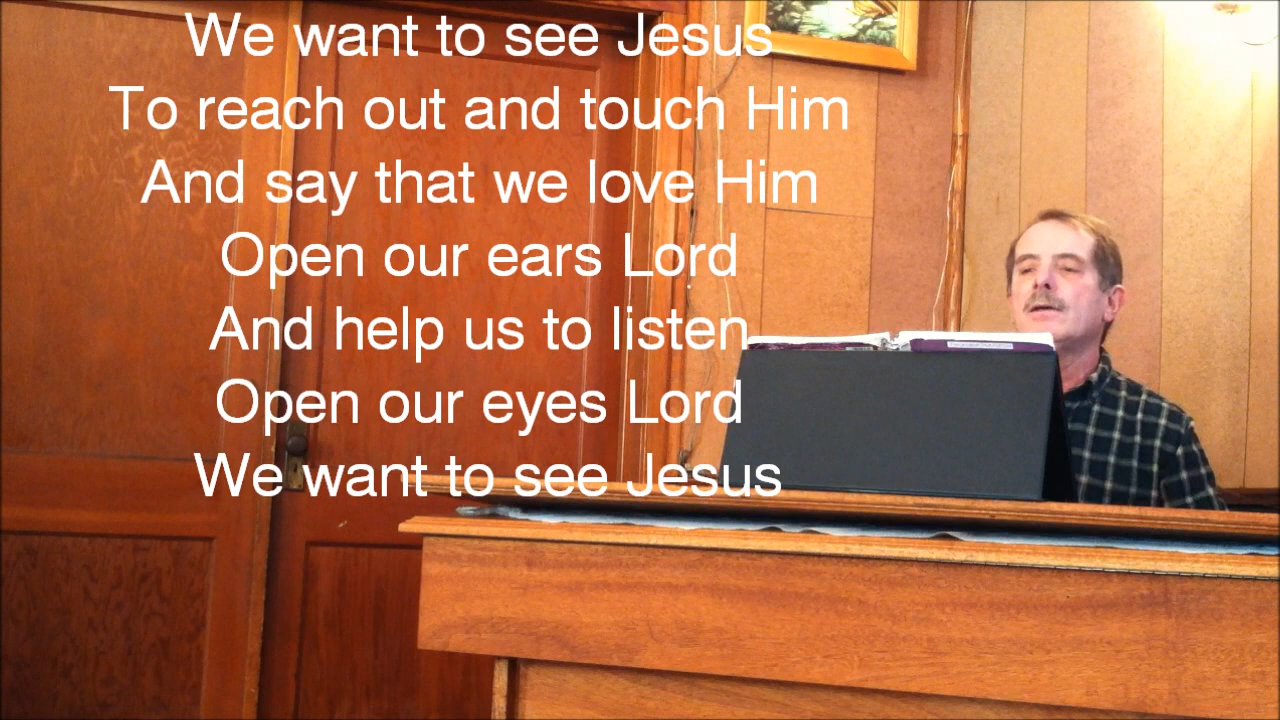 We want to see Jesus
To reach out and touch Him
And say that we love Him
Open our ears Lord
And help us to listen
Open our eyes Lord
We want to see Jesus